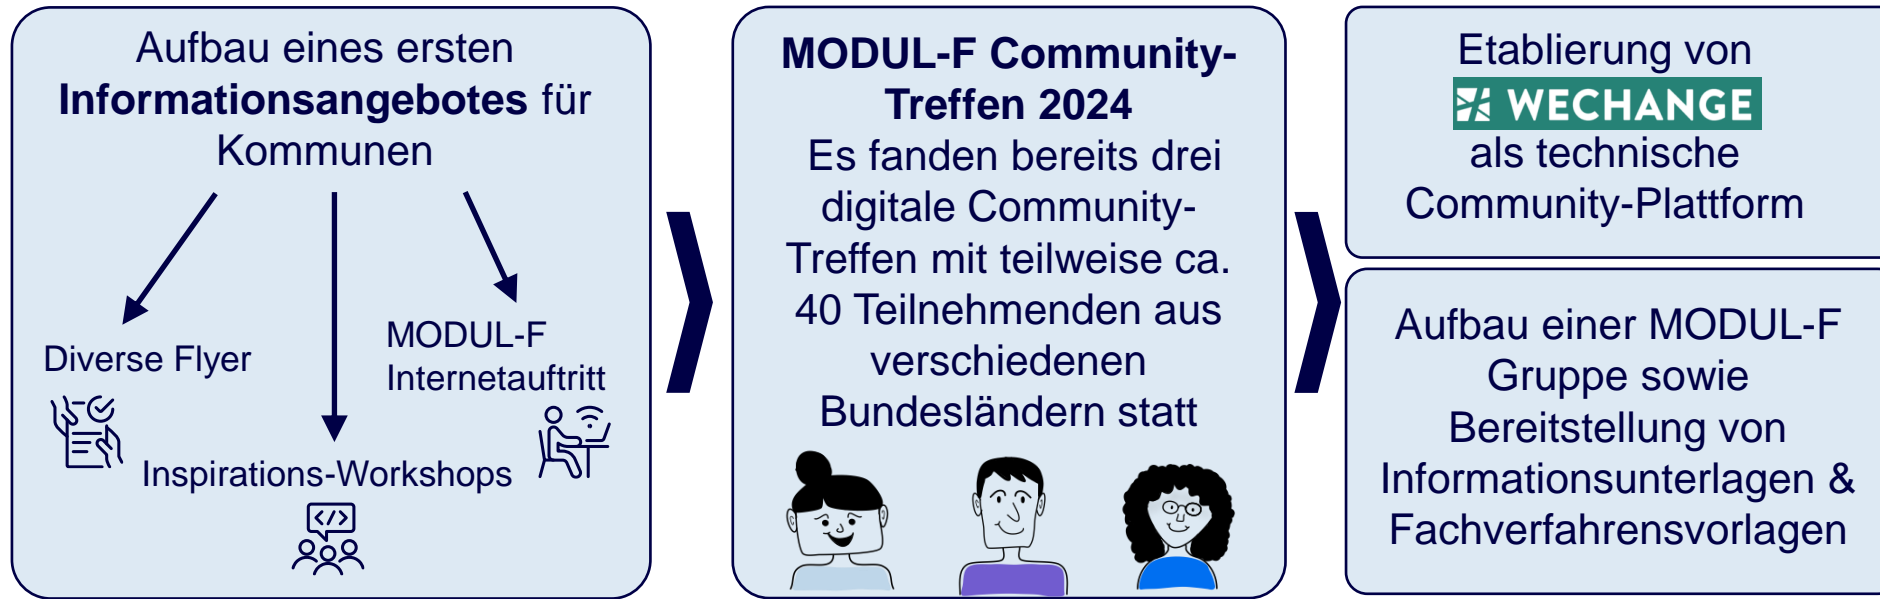 Aufbau eines ersten
Informationsangebotes für
Kommunen
Diverse Flyer
MODUL-F
Internetauftritt
Inspirations-Workshops
</>
MODUL-F Community-
Treffen 2024
Es fanden bereits drei
digitale Community-
Treffen mit teilweise ca.
40 Teilnehmenden aus
verschiedenen
Bundesländern statt
Etablierung von
WECHANGE
als technische
Community-Plattform
Aufbau einer MODUL-F
Gruppe sowie
Bereitstellung von
Informationsunterlagen &
Fachverfahrensvorlagen